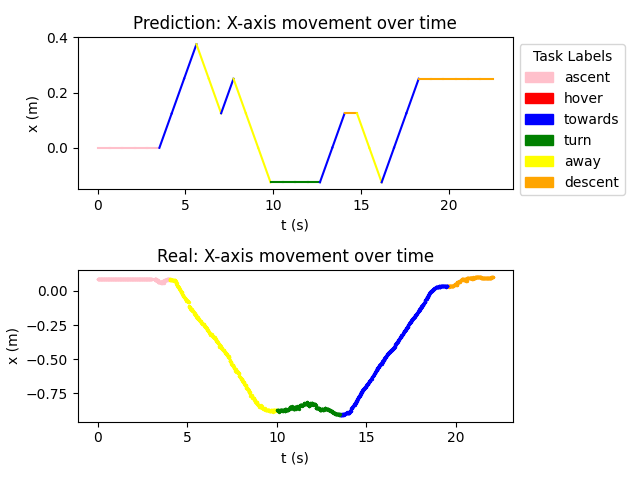 Prediction: X-axis movement over time
0.4
0.2
0.0
x (m)
0
5
10
15
20
t (s)
Task Labels
ascent
hover
towards
turn
away
descent
Real: X-axis movement over time
0.00
−0.25
−0.50
−0.75
x (m)
0
5
10
15
20
t (s)